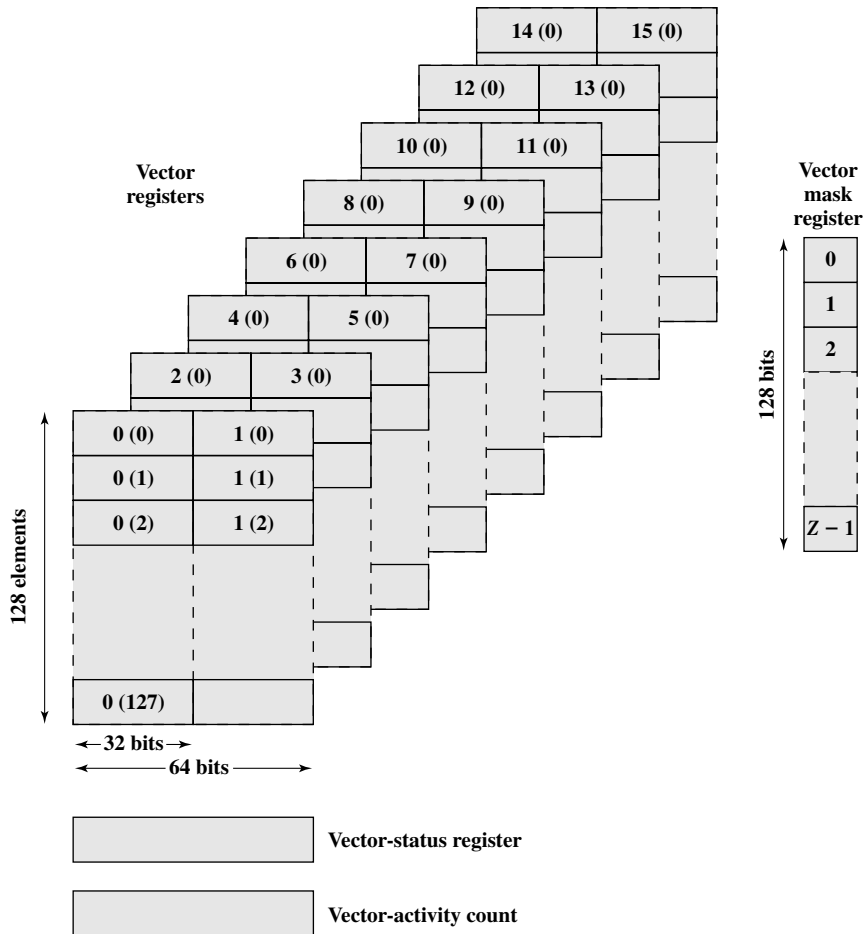 14 (0) 15 (0)
12 (0) 13 (0)
10 (0) 11 (0)
Vector
registers
8 (0) 9 (0)
6 (0) 7 (0)
4 (0) 5 (0)
2 (0) 3 (0)
0 (0) 1 (0)
0 (1) 1 (1)
0 (2) 1 (2)
0 (127)
128 elements
32 bits
64 bits
Vector
mask
register
0
1
2
Z – 1
128 bits
Vector-status register
Vector-activity count